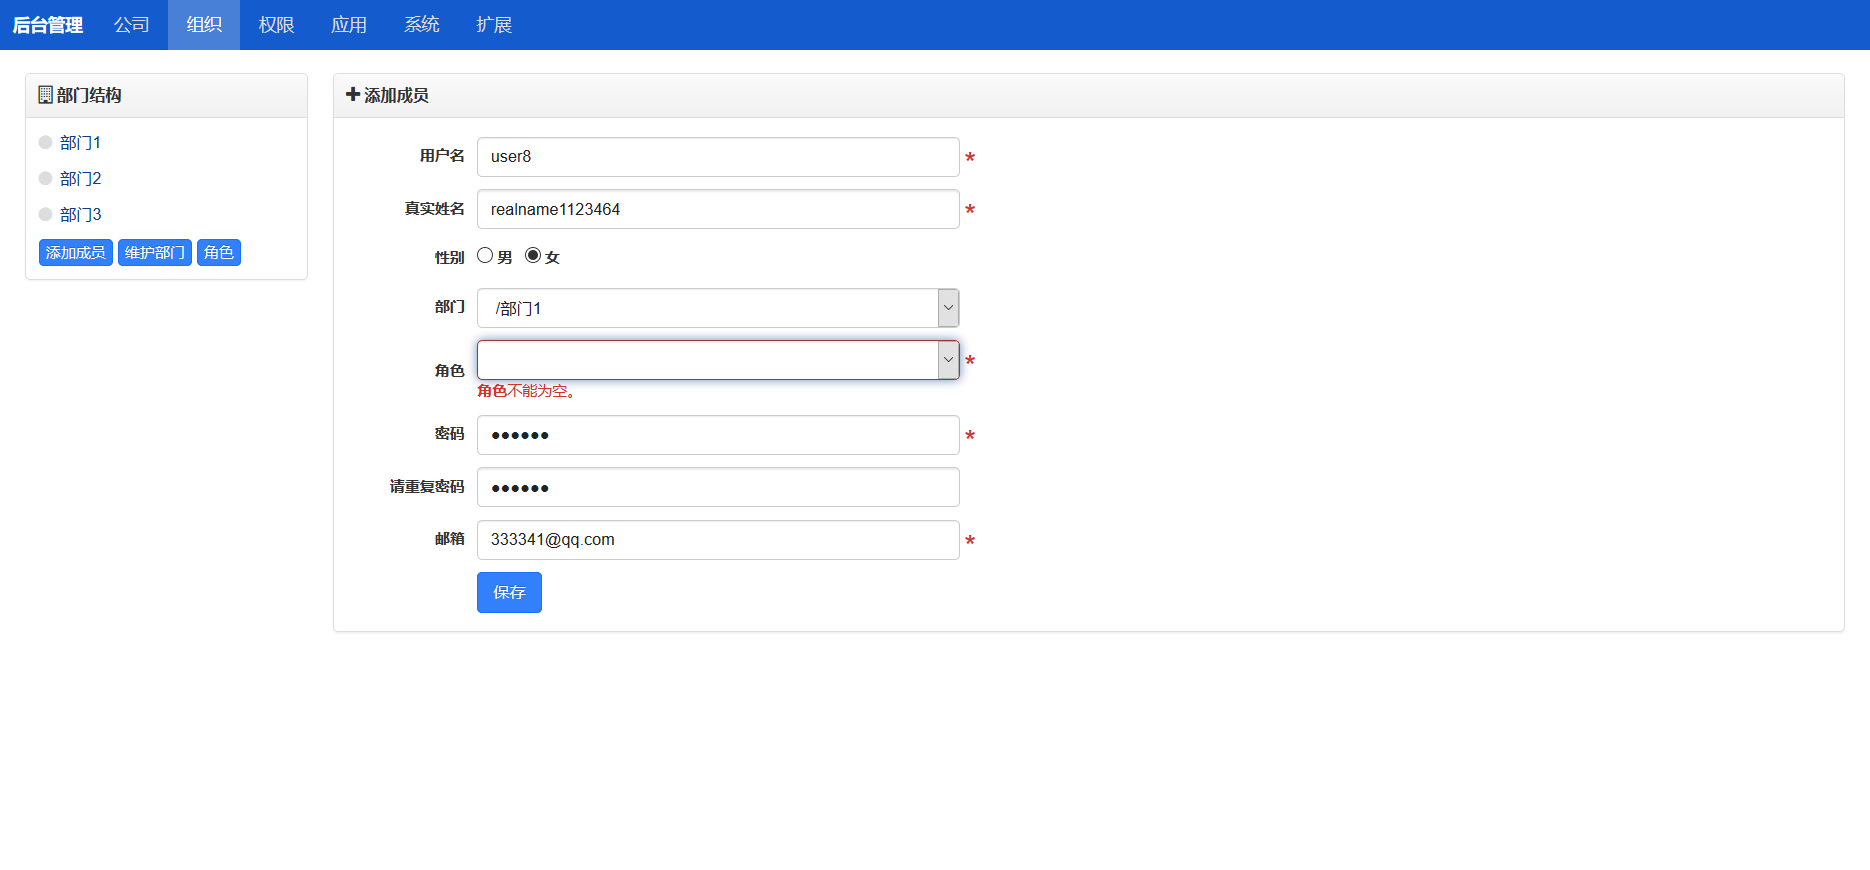 后台管理 公司 组织 权限 应用 系统 扩展
部门结构
部门1
部门2
部门3
添加成员 维护部门 角色
添加成员
用户名 user8 *
真实姓名 realname1123464 *
性别 男 女
部门 /部门1
角色 *
角色不能为空。
密码 ●●●●●● *
请重复密码 ●●●●●●
邮箱 333341@qq.com *
保存